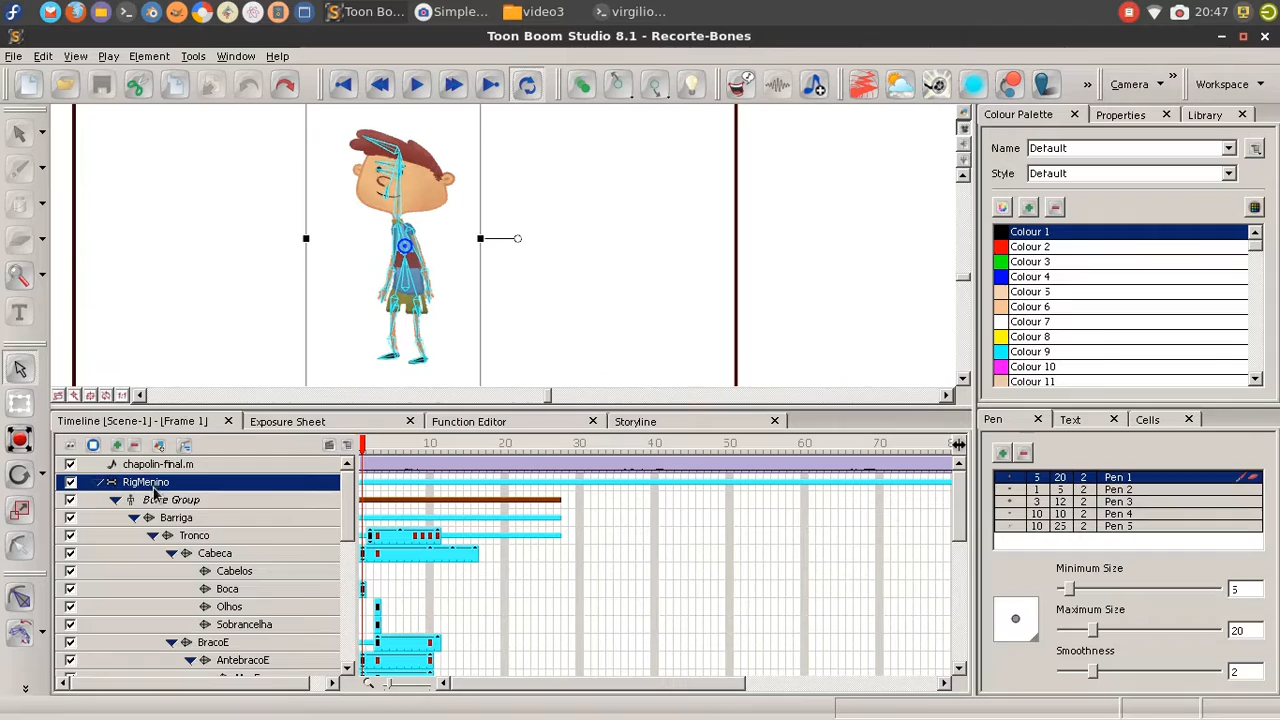 Toon Bo...
Simple...
video3
virgilio...
20:47
Toon Boom Studio 8.1 - Recorte-Bones
File Edit View Play Element Tools Window Help
Camera
Workspace
Colour Palette
Properties
Library
Name Default
Style Default
Colour 1
Colour 2
Colour 3
Colour 4
Colour 5
Colour 6
Colour 7
Colour 8
Colour 9
Colour 10
Colour 11
Timeline [Scene-1] - [Frame 1]
Exposure Sheet
Function Editor
Storyline
Pen
Text
Cells
10 20 30 40 50 60 70
chapolin-final.m
RigMenino
Bone Group
Barriga
Tronco
Cabeca
Cabelos
Boca
Olhos
Sobrancelha
BracoE
AntebracoE
5 20 2 Pen 1
1 5 2 Pen 2
3 12 2 Pen 3
10 10 2 Pen 4
10 25 2 Pen 5
Minimum Size
5
Maximum Size
20
Smoothness
2